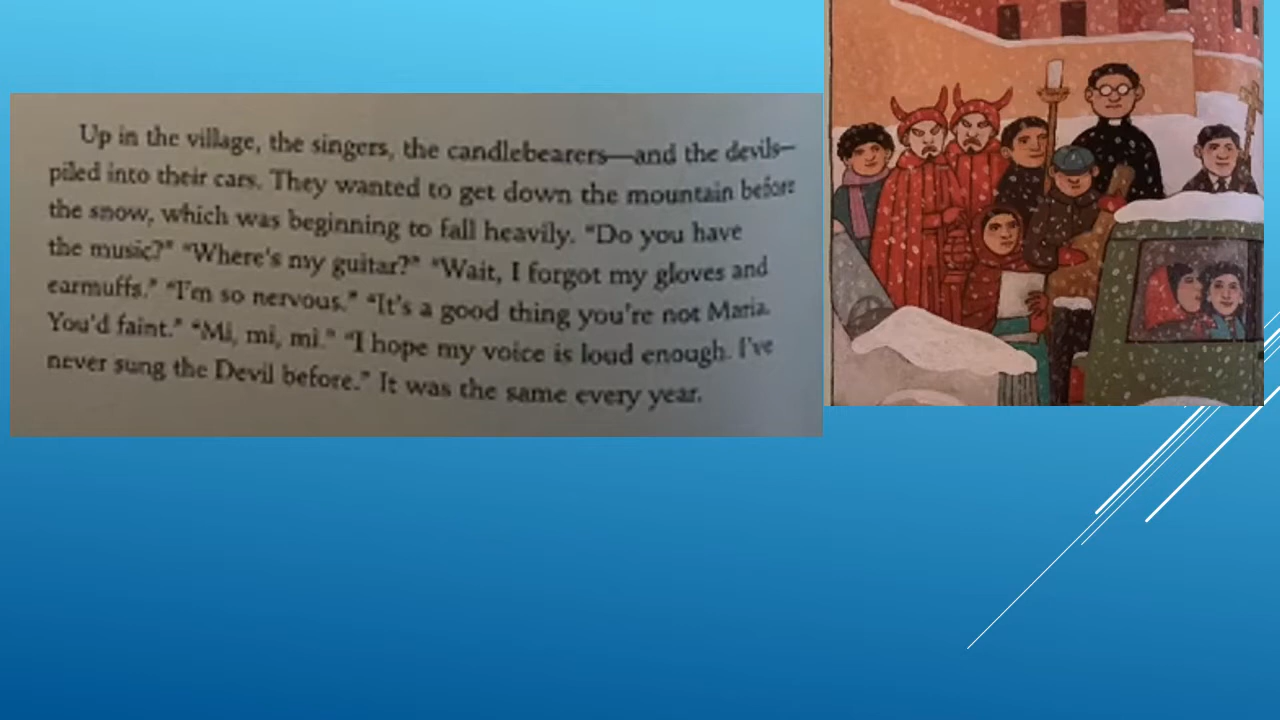 Up in the village, the singers, the candlebearers—and the devils—
piled into their cars. They wanted to get down the mountain before
the snow, which was beginning to fall heavily. “Do you have
the music?” “Where’s my guitar?” “Wait, I forgot my gloves and
earmuffs.” “I’m so nervous.” “It’s a good thing you’re not Maria.
You’d faint.” “Mi, mi, mi.” “I hope my voice is loud enough. I’ve
never sung the Devil before.” It was the same every year.